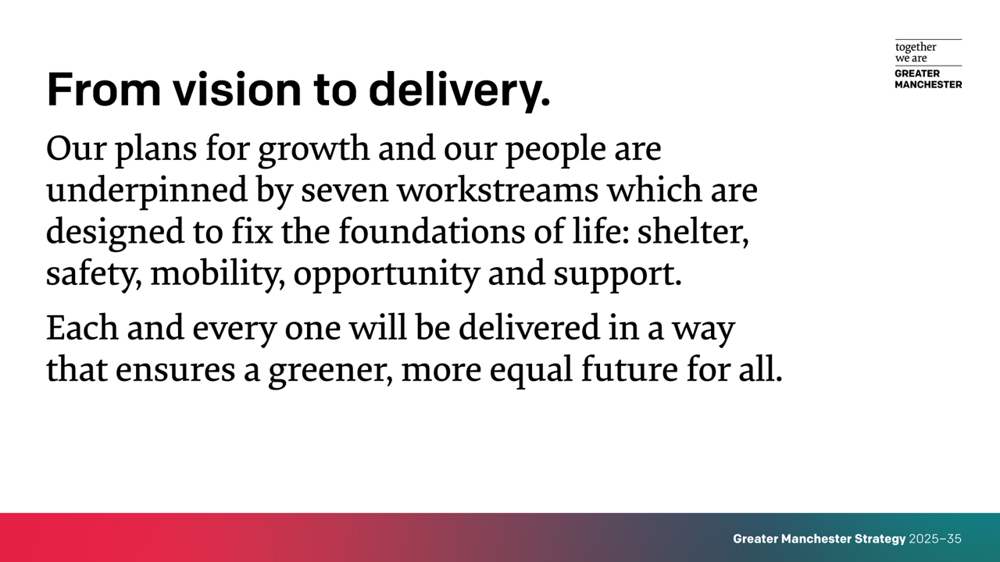 together
we are
GREATER
MANCHESTER
From vision to delivery.
Our plans for growth and our people are
underpinned by seven workstreams which are
designed to fix the foundations of life: shelter,
safety, mobility, opportunity and support.
Each and every one will be delivered in a way
that ensures a greener, more equal future for all.
Greater Manchester Strategy 2025–35